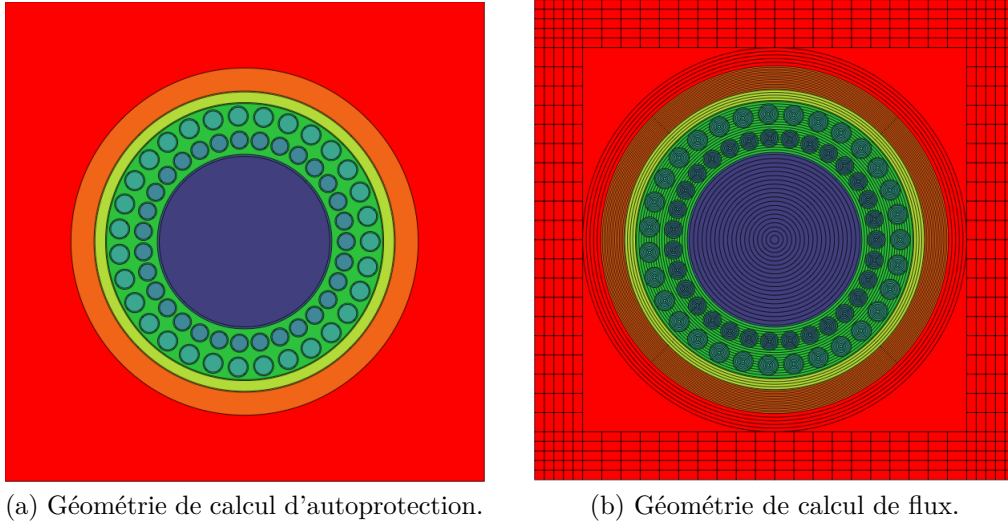 (a) Géométrie de calcul d'autoprotection.
(b) Géométrie de calcul de flux.